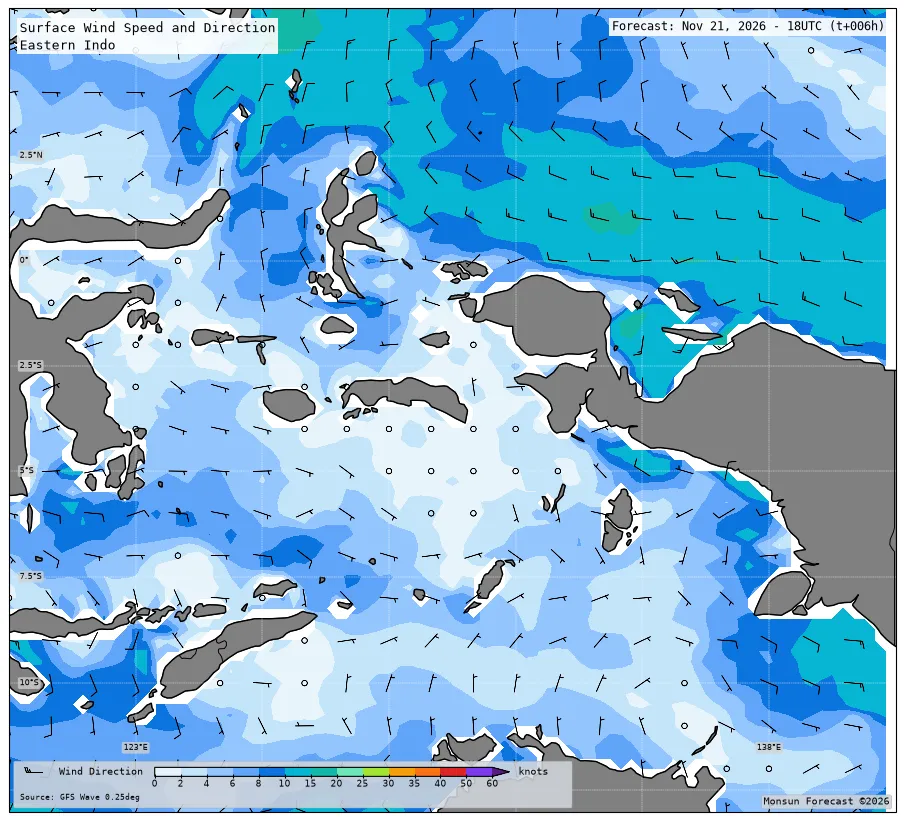 Surface Wind Speed and Direction
Eastern Indo
Forecast: Nov 21, 2026 - 18UTC (t+006h)
2.5°N
0°
2.5°S
5°S
7.5°S
10°S
123°E
138°E
Wind Direction
knots
0 2 4 6 8 10 15 20 25 30 35 40 50 60
Source: GFS Wave 0.25deg
Monsun Forecast ©2026